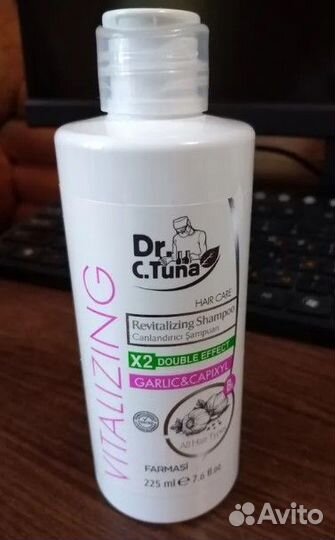 VITALIZING
Dr.
C.Tuna
HAIR CARE
Revitalizing Shampoo
Canlandırıcı Şampuan
X2 DOUBLE EFFECT
GARLIC&CAPIXYL
All Hair Types
FARMASİ
225 ml ℮ 7.6 fl.oz
Avito